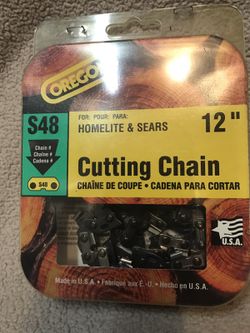 OREGO
S48
Chain #
Chaîne #
Cadena #
S48
FOR: POUR: PARA:
HOMELITE & SEARS
12"
Cutting Chain
CHAÎNE DE COUPE • CADENA PARA CORTAR
U.S.A.
Made in U.S.A. • Fabriqué aux É.-U. • Hecho en U.S.A.